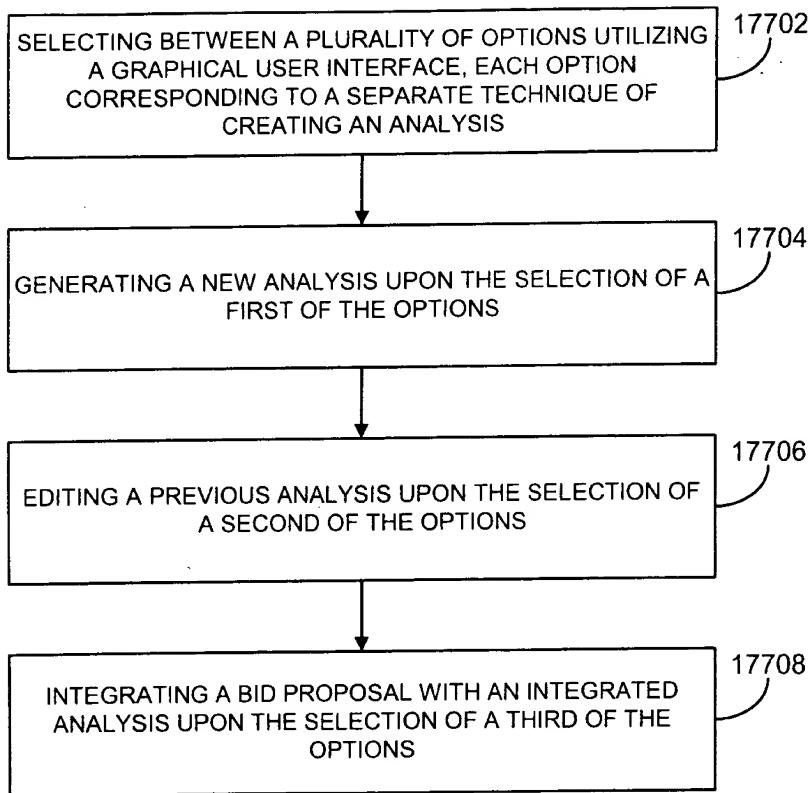 17702
SELECTING BETWEEN A PLURALITY OF OPTIONS UTILIZING
A GRAPHICAL USER INTERFACE, EACH OPTION
CORRESPONDING TO A SEPARATE TECHNIQUE OF
CREATING AN ANALYSIS
17704
GENERATING A NEW ANALYSIS UPON THE SELECTION OF A
FIRST OF THE OPTIONS
17706
EDITING A PREVIOUS ANALYSIS UPON THE SELECTION OF
A SECOND OF THE OPTIONS
17708
INTEGRATING A BID PROPOSAL WITH AN INTEGRATED
ANALYSIS UPON THE SELECTION OF A THIRD OF THE
OPTIONS